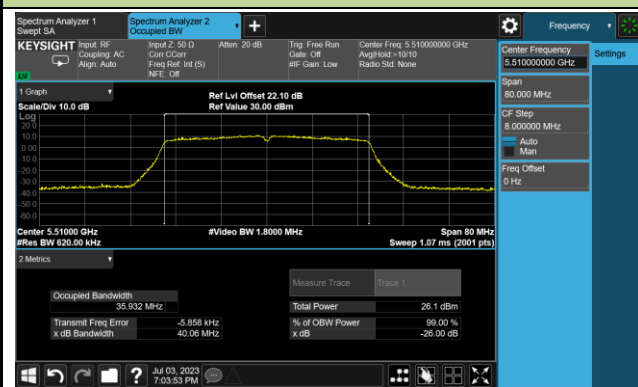 Spectrum Analyzer 1
Swept SA
Spectrum Analyzer 2
Occupied BW
Frequency
KEYSIGHT
Input: RF
Coupling: AC
Align: Auto
Input Z: 50 Ω
Corr CCorr
Freq Ref: Int (S)
NFE: Off
Atten: 20 dB
Trig: Free Run
Gate: Off
#IF Gain: Low
Center Freq: 5.510000000 GHz
Avg|Hold:>10/10
Radio Std: None
LXI
Center Frequency
5.510000000 GHz
Settings
Span
80.000 MHz
CF Step
8.000000 MHz
Auto
Man
Freq Offset
0 Hz
1 Graph
Scale/Div 10.0 dB
Ref Lvl Offset 22.10 dB
Ref Value 30.00 dBm
Log
20.0
10.0
0.00
-10.0
-20.0
-30.0
-40.0
-50.0
-60.0
Center 5.51000 GHz
#Res BW 620.00 kHz
#Video BW 1.8000 MHz
Span 80 MHz
Sweep 1.07 ms (2001 pts)
2 Metrics
Measure Trace
Trace 1
Occupied Bandwidth
35.932 MHz
Total Power
26.1 dBm
Transmit Freq Error
-5.858 kHz
% of OBW Power
99.00 %
x dB Bandwidth
40.06 MHz
x dB
-26.00 dB
Jul 03, 2023
7:03:53 PM